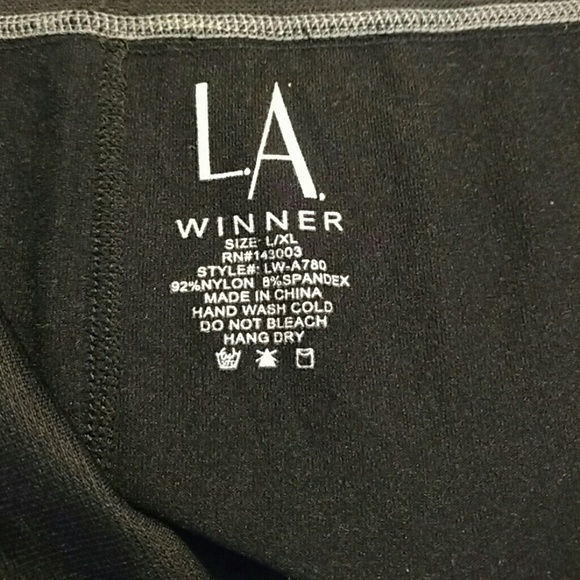 L.A.
WINNER
SIZE: L/XL
RN#143003
STYLE#: LW-A780
92%NYLON 8%SPANDEX
MADE IN CHINA
HAND WASH COLD
DO NOT BLEACH
HANG DRY